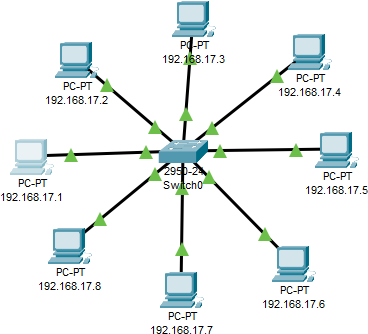 PC-PT
192.168.17.3
PC-PT
192.168.17.2
PC-PT
192.168.17.4
2950-24
Switch0
PC-PT
192.168.17.1
PC-PT
192.168.17.5
PC-PT
192.168.17.8
PC-PT
192.168.17.6
PC-PT
192.168.17.7